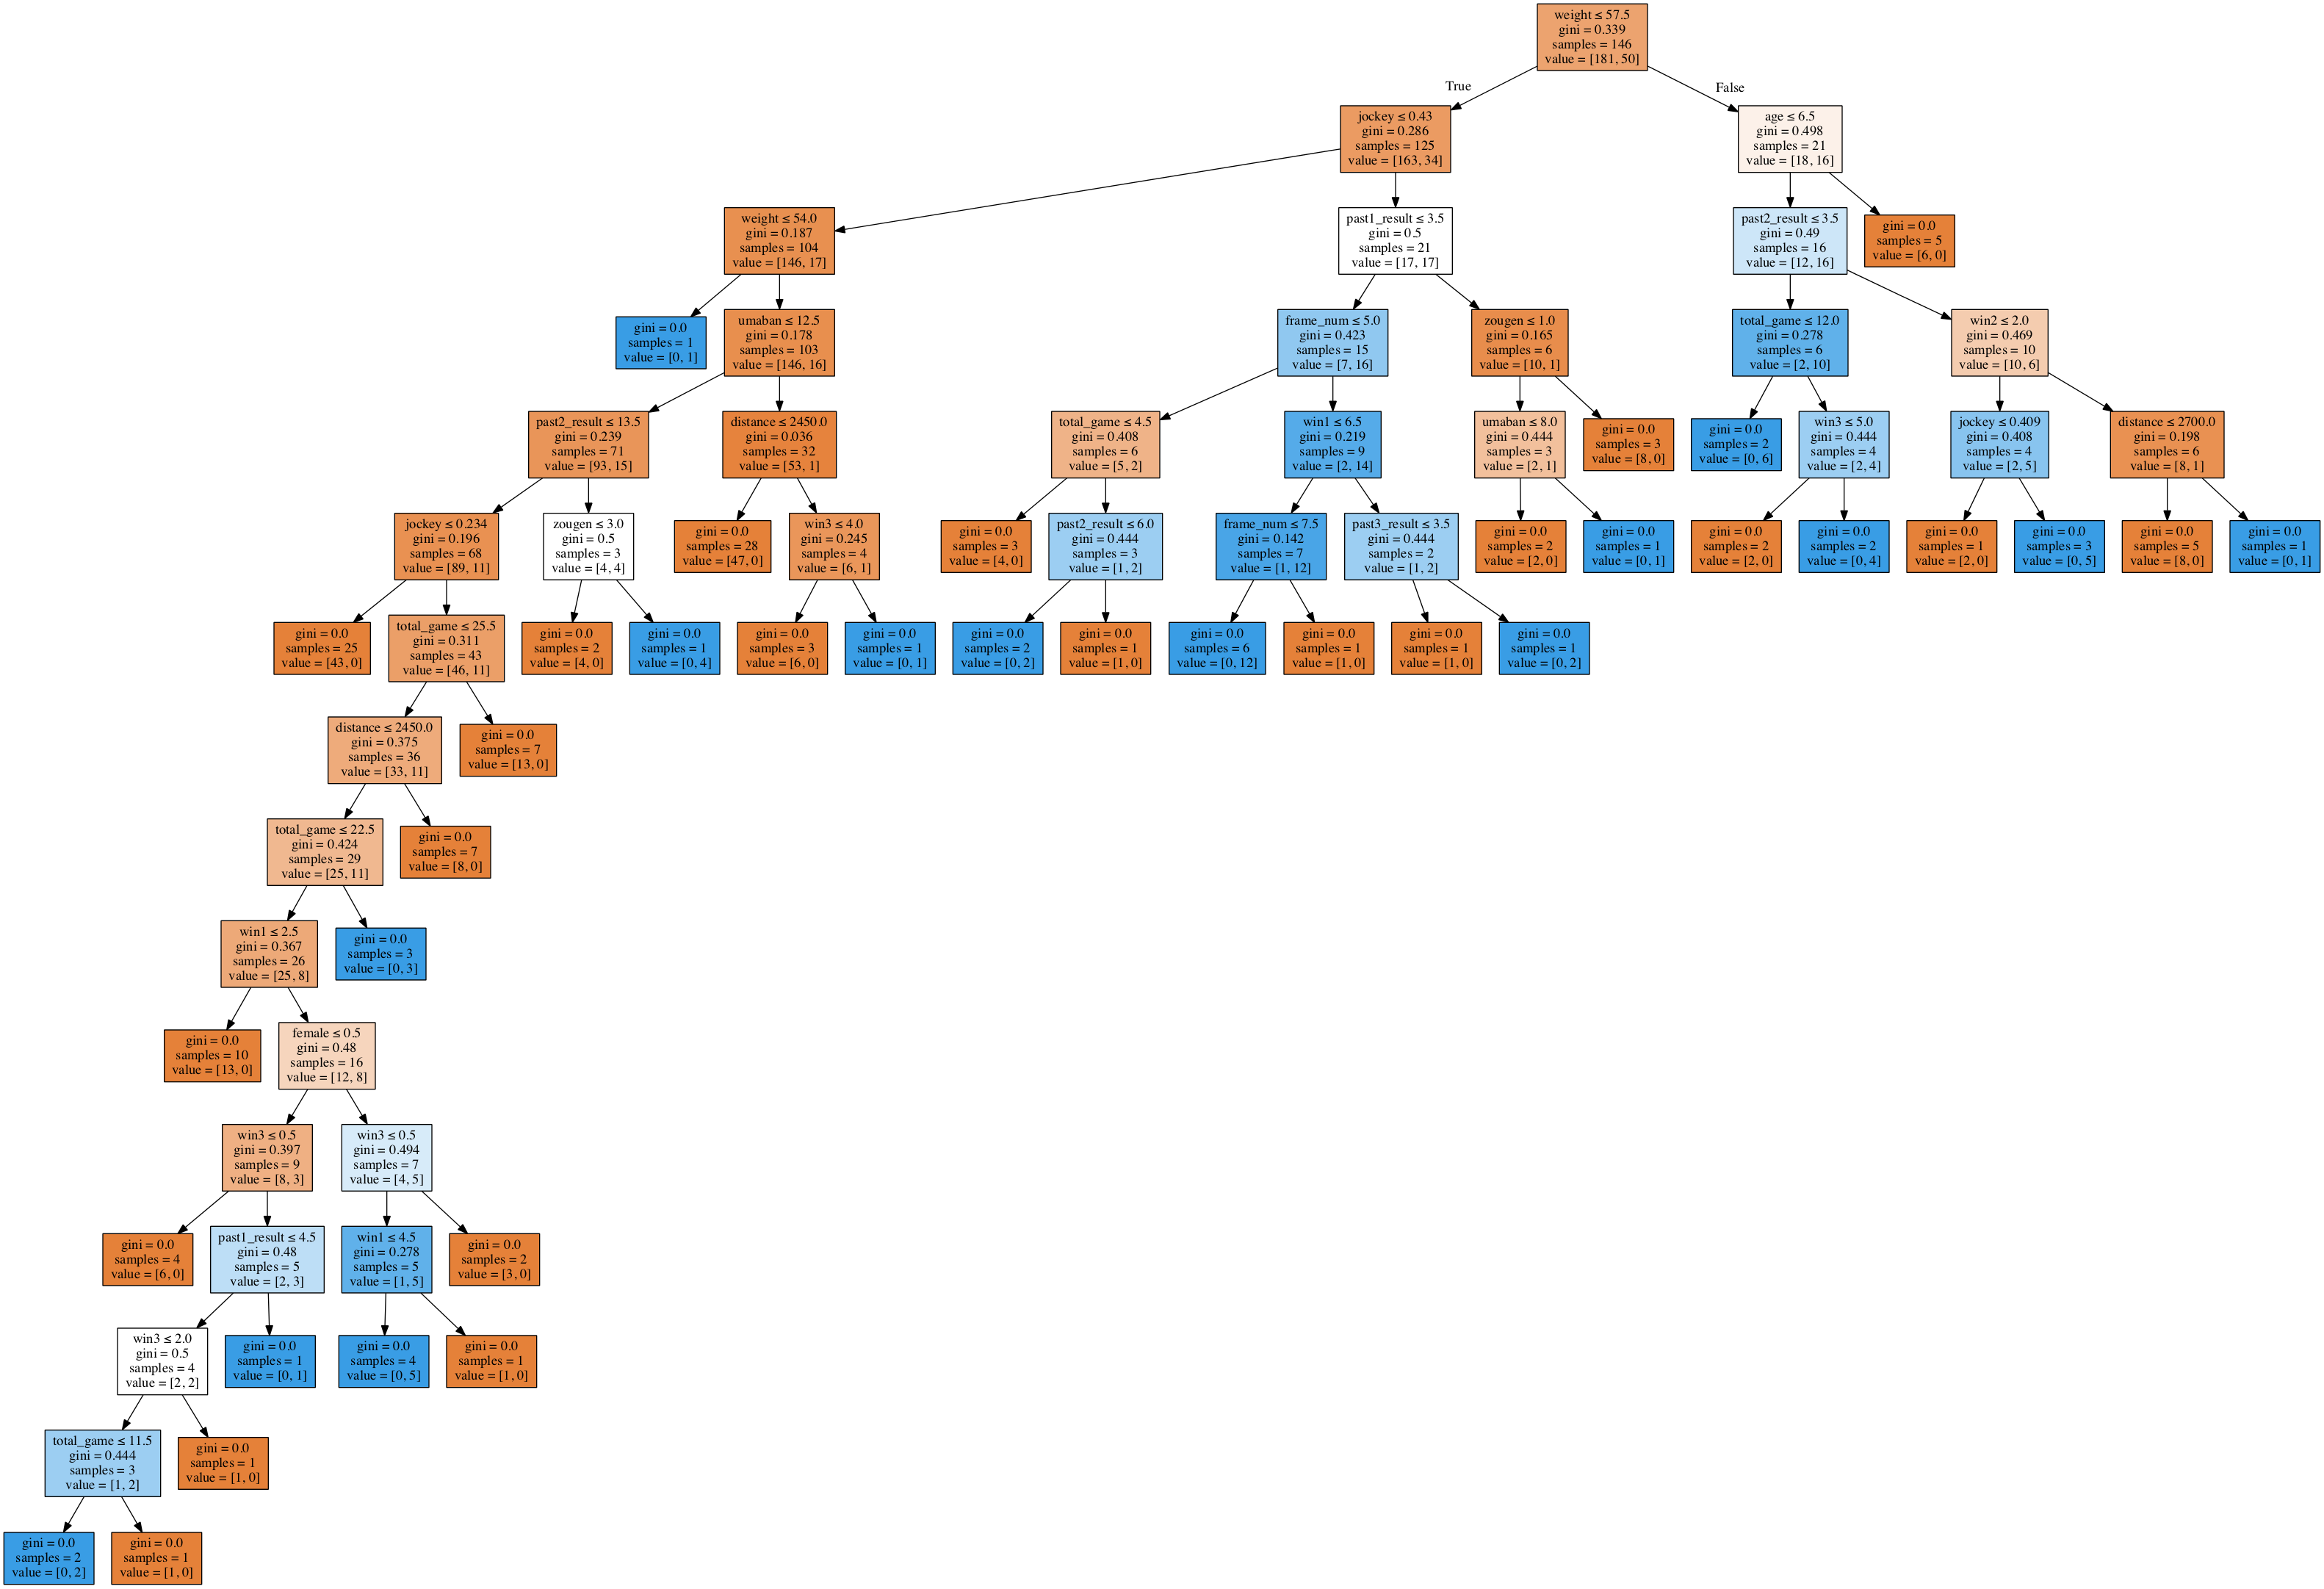 weight ≤ 57.5
gini = 0.339
samples = 146
value = [181, 50]
True
False
jockey ≤ 0.43
gini = 0.286
samples = 125
value = [163, 34]
age ≤ 6.5
gini = 0.498
samples = 21
value = [18, 16]
weight ≤ 54.0
gini = 0.187
samples = 104
value = [146, 17]
past1_result ≤ 3.5
gini = 0.5
samples = 21
value = [17, 17]
past2_result ≤ 3.5
gini = 0.49
samples = 16
value = [12, 16]
gini = 0.0
samples = 5
value = [6, 0]
gini = 0.0
samples = 1
value = [0, 1]
umaban ≤ 12.5
gini = 0.178
samples = 103
value = [146, 16]
frame_num ≤ 5.0
gini = 0.423
samples = 15
value = [7, 16]
zougen ≤ 1.0
gini = 0.165
samples = 6
value = [10, 1]
total_game ≤ 12.0
gini = 0.278
samples = 6
value = [2, 10]
win2 ≤ 2.0
gini = 0.469
samples = 10
value = [10, 6]
past2_result ≤ 13.5
gini = 0.239
samples = 71
value = [93, 15]
distance ≤ 2450.0
gini = 0.036
samples = 32
value = [53, 1]
total_game ≤ 4.5
gini = 0.408
samples = 6
value = [5, 2]
win1 ≤ 6.5
gini = 0.219
samples = 9
value = [2, 14]
umaban ≤ 8.0
gini = 0.444
samples = 3
value = [2, 1]
gini = 0.0
samples = 3
value = [8, 0]
gini = 0.0
samples = 2
value = [0, 6]
win3 ≤ 5.0
gini = 0.444
samples = 4
value = [2, 4]
jockey ≤ 0.409
gini = 0.408
samples = 4
value = [2, 5]
distance ≤ 2700.0
gini = 0.198
samples = 6
value = [8, 1]
jockey ≤ 0.234
gini = 0.196
samples = 68
value = [89, 11]
zougen ≤ 3.0
gini = 0.5
samples = 3
value = [4, 4]
gini = 0.0
samples = 28
value = [47, 0]
win3 ≤ 4.0
gini = 0.245
samples = 4
value = [6, 1]
gini = 0.0
samples = 3
value = [4, 0]
past2_result ≤ 6.0
gini = 0.444
samples = 3
value = [1, 2]
frame_num ≤ 7.5
gini = 0.142
samples = 7
value = [1, 12]
past3_result ≤ 3.5
gini = 0.444
samples = 2
value = [1, 2]
gini = 0.0
samples = 2
value = [2, 0]
gini = 0.0
samples = 1
value = [0, 1]
gini = 0.0
samples = 2
value = [2, 0]
gini = 0.0
samples = 2
value = [0, 4]
gini = 0.0
samples = 1
value = [2, 0]
gini = 0.0
samples = 3
value = [0, 5]
gini = 0.0
samples = 5
value = [8, 0]
gini = 0.0
samples = 1
value = [0, 1]
gini = 0.0
samples = 25
value = [43, 0]
total_game ≤ 25.5
gini = 0.311
samples = 43
value = [46, 11]
gini = 0.0
samples = 2
value = [4, 0]
gini = 0.0
samples = 1
value = [0, 4]
gini = 0.0
samples = 3
value = [6, 0]
gini = 0.0
samples = 1
value = [0, 1]
gini = 0.0
samples = 2
value = [0, 2]
gini = 0.0
samples = 1
value = [1, 0]
gini = 0.0
samples = 6
value = [0, 12]
gini = 0.0
samples = 1
value = [1, 0]
gini = 0.0
samples = 1
value = [1, 0]
gini = 0.0
samples = 1
value = [0, 2]
distance ≤ 2450.0
gini = 0.375
samples = 36
value = [33, 11]
gini = 0.0
samples = 7
value = [13, 0]
total_game ≤ 22.5
gini = 0.424
samples = 29
value = [25, 11]
gini = 0.0
samples = 7
value = [8, 0]
win1 ≤ 2.5
gini = 0.367
samples = 26
value = [25, 8]
gini = 0.0
samples = 3
value = [0, 3]
gini = 0.0
samples = 10
value = [13, 0]
female ≤ 0.5
gini = 0.48
samples = 16
value = [12, 8]
win3 ≤ 0.5
gini = 0.397
samples = 9
value = [8, 3]
win3 ≤ 0.5
gini = 0.494
samples = 7
value = [4, 5]
gini = 0.0
samples = 4
value = [6, 0]
past1_result ≤ 4.5
gini = 0.48
samples = 5
value = [2, 3]
win1 ≤ 4.5
gini = 0.278
samples = 5
value = [1, 5]
gini = 0.0
samples = 2
value = [3, 0]
win3 ≤ 2.0
gini = 0.5
samples = 4
value = [2, 2]
gini = 0.0
samples = 1
value = [0, 1]
gini = 0.0
samples = 4
value = [0, 5]
gini = 0.0
samples = 1
value = [1, 0]
total_game ≤ 11.5
gini = 0.444
samples = 3
value = [1, 2]
gini = 0.0
samples = 1
value = [1, 0]
gini = 0.0
samples = 2
value = [0, 2]
gini = 0.0
samples = 1
value = [1, 0]